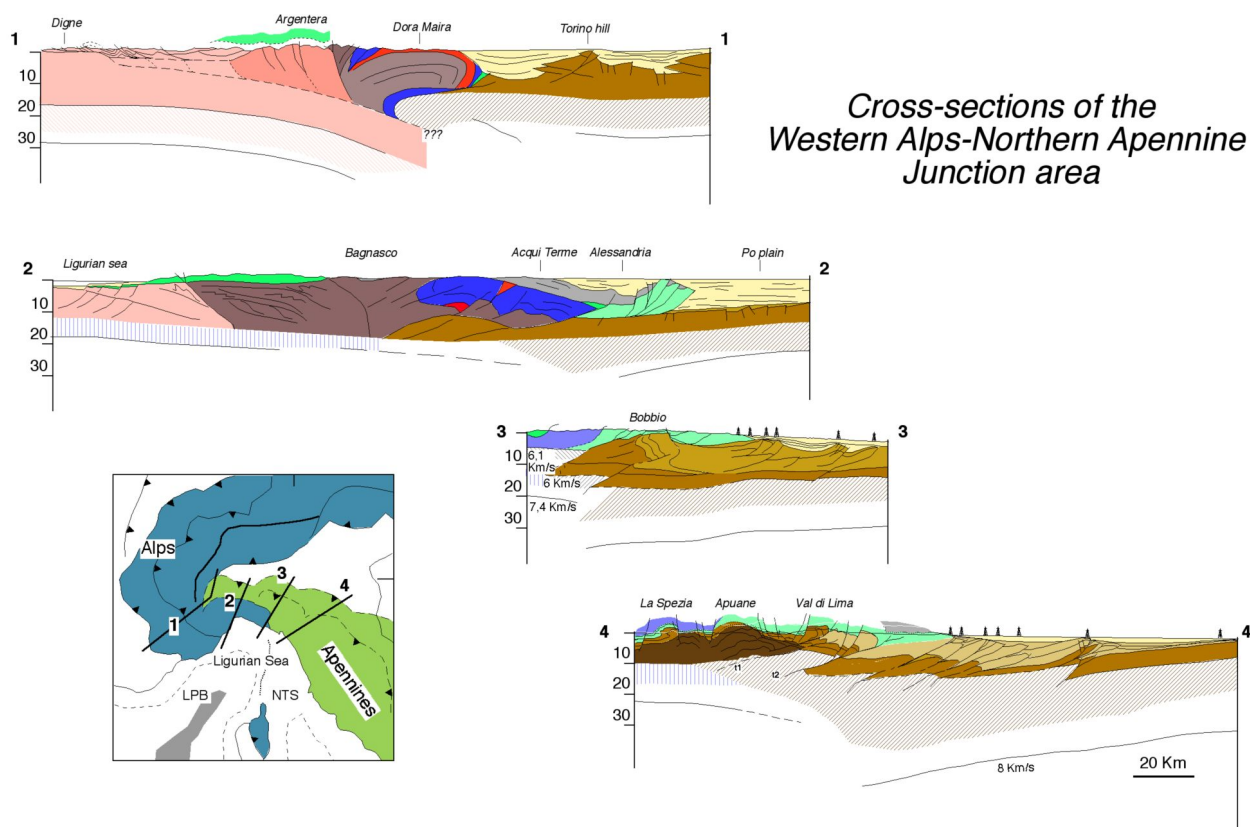 Digne
Argentera
Dora Maira
Torino hill
1
1
10
20
30
???
Cross-sections of the
Western Alps-Northern Apennine
Junction area
2
Ligurian sea
Bagnasco
Acqui Terme
Alessandria
Po plain
2
10
20
30
3
Bobbio
3
10
6,1
Km/s
6 Km/s
20
7,4 Km/s
30
Alps
1
2
3
4
Apennines
Ligurian Sea
LPB
NTS
La Spezia
Apuane
Val di Lima
4
4
10
t1
t2
20
30
8 Km/s
20 Km